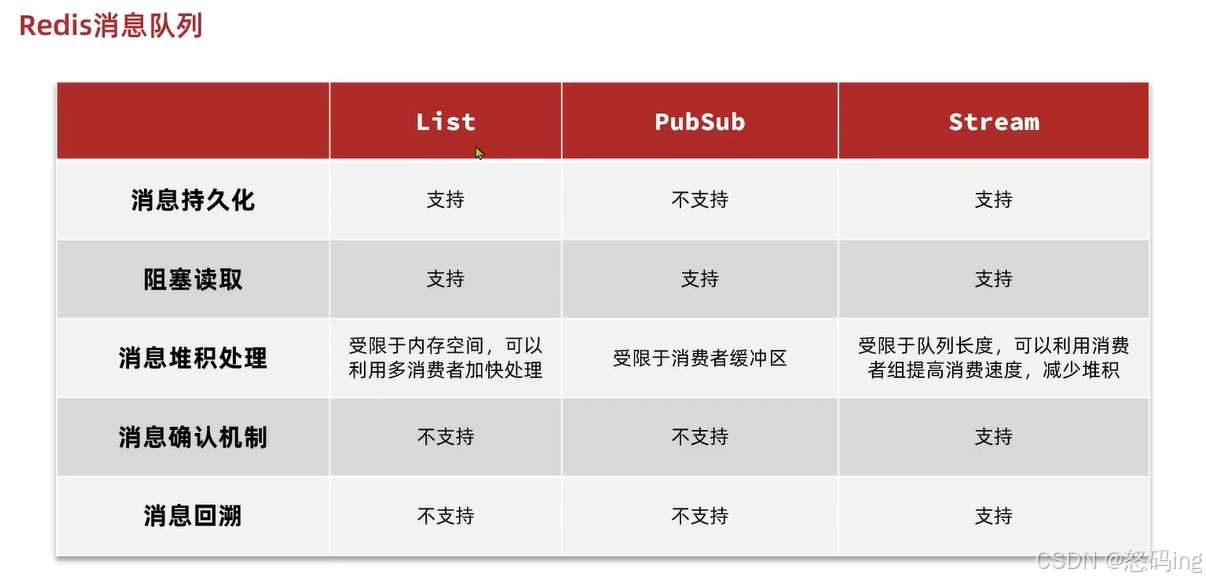 Redis消息队列
List PubSub Stream
消息持久化 支持 不支持 支持
阻塞读取 支持 支持 支持
消息堆积处理 受限于内存空间，可以 受限于消费者缓冲区 受限于队列长度，可以利用消费
利用多消费者加快处理 者组提高消费速度，减少堆积
消息确认机制 不支持 不支持 支持
消息回溯 不支持 不支持 支持
CSDN @怒码ing